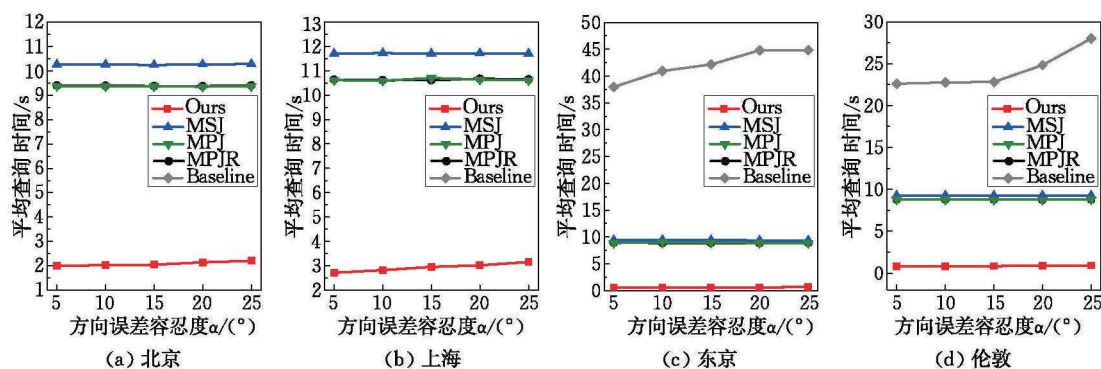 平均查询 时间/s
12
11
10
9
8
7
6
5
4
3
2
1
Ours
MSJ
MPJ
MPJR
Baseline
5 10 15 20 25
方向误差容忍度α/(°)
(a) 北京
平均查询 时间/s
13
12
11
10
9
8
7
6
5
4
3
2
Ours
MSJ
MPJ
MPJR
Baseline
5 10 15 20 25
方向误差容忍度α/(°)
(b) 上海
平均查询 时间/s
50
45
40
35
30
25
20
15
10
5
0
Ours
MSJ
MPJ
MPJR
Baseline
5 10 15 20 25
方向误差容忍度α/(°)
(c) 东京
平均查询 时间/s
30
25
20
15
10
5
0
Ours
MSJ
MPJ
MPJR
Baseline
5 10 15 20 25
方向误差容忍度α/(°)
(d) 伦敦